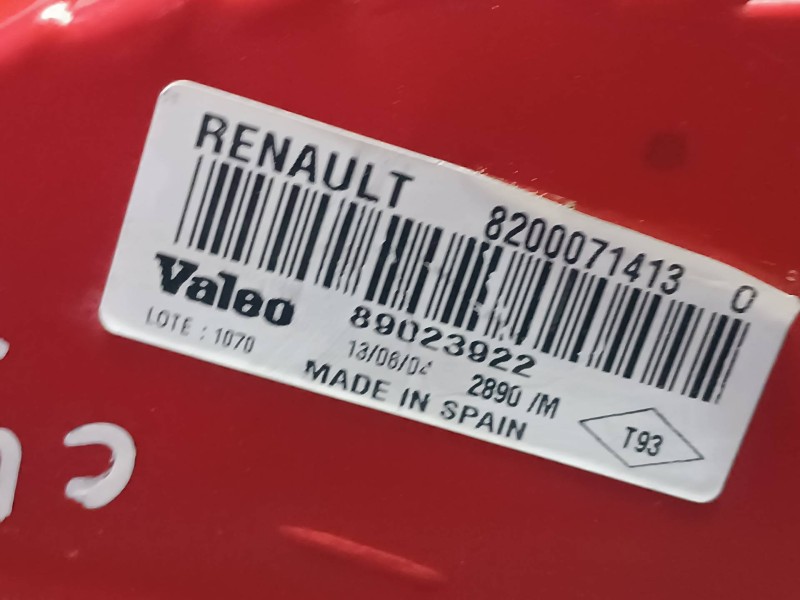 RENAULT
8200071413 0
Valeo 89023922
LOTE : 1070 13/06/04 2890 /M
MADE IN SPAIN T93